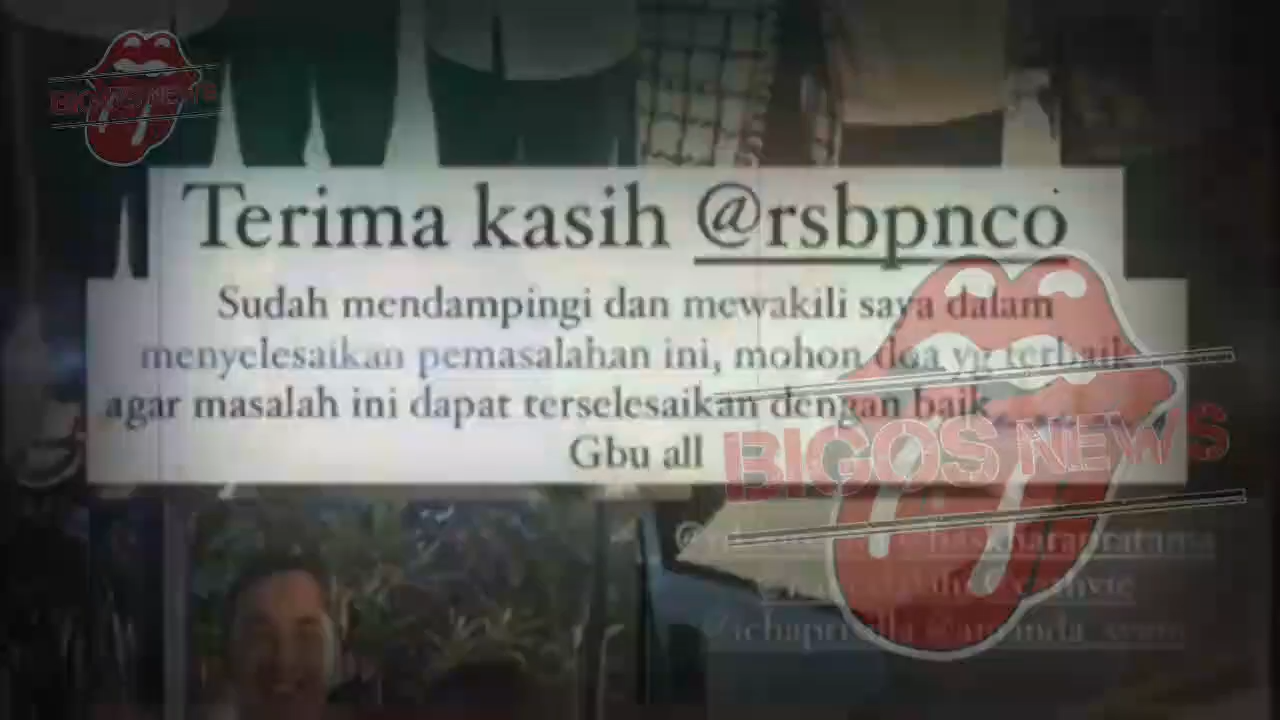 BIGOS NEWS
Terima kasih @rsbpnco
Sudah mendampingi dan mewakili saya dalam
menyelesaikan pemasalahan ini, mohon doa yg terbaik
agar masalah ini dapat terselesaikan dengan baik
Gbu all
BIGOS NEWS